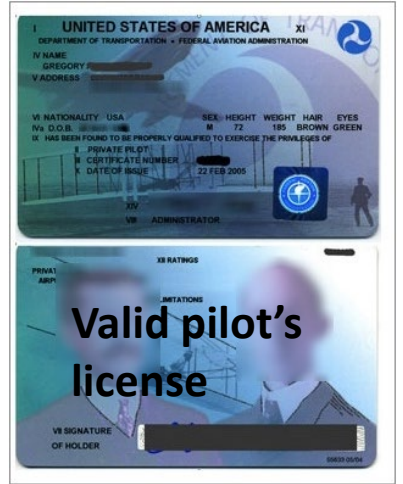 I UNITED STATES OF AMERICA XI
DEPARTMENT OF TRANSPORTATION • FEDERAL AVIATION ADMINISTRATION
IV NAME
GREGORY
V ADDRESS
VI NATIONALITY USA SEX HEIGHT WEIGHT HAIR EYES
IVa D.O.B. M 72 185 BROWN GREEN
IX HAS BEEN FOUND TO BE PROPERLY QUALIFIED TO EXERCISE THE PRIVILEGES OF
II PRIVATE PILOT
III CERTIFICATE NUMBER
X DATE OF ISSUE 22 FEB 2005
XIV
VIII ADMINISTRATOR
XII RATINGS
LIMITATIONS
Valid pilot's
license
VII SIGNATURE
OF HOLDER